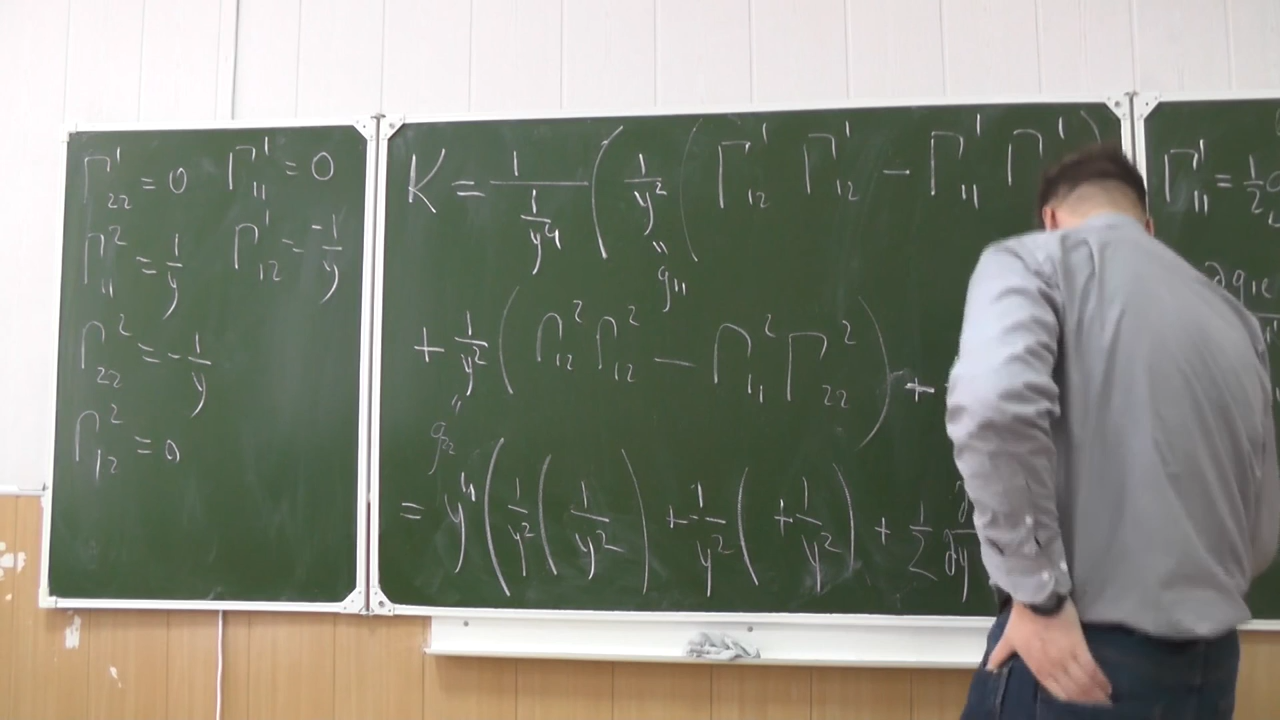 Γ¹₂₂ = 0 Γ¹₁₁ = 0
Γ²₁₁ = 1/y Γ¹₁₂ = -1/y
Γ²₂₂ = -1/y
Γ²₁₂ = 0
K = 1/(1/y⁴) ( 1/y² ( Γ¹₁₂ Γ¹₁₂ − Γ¹₁₁ Γ¹ )
" g₁₁
+ 1/y² ( Γ²₁₂ Γ²₁₂ − Γ²₁₁ Γ²₂₂ ) +
" g₂₂
= y⁴ ( 1/y² ( 1/y² ) + 1/y² ( + 1/y² ) + 1/2 ∂/∂y
Γ¹₁₁ = 1/2